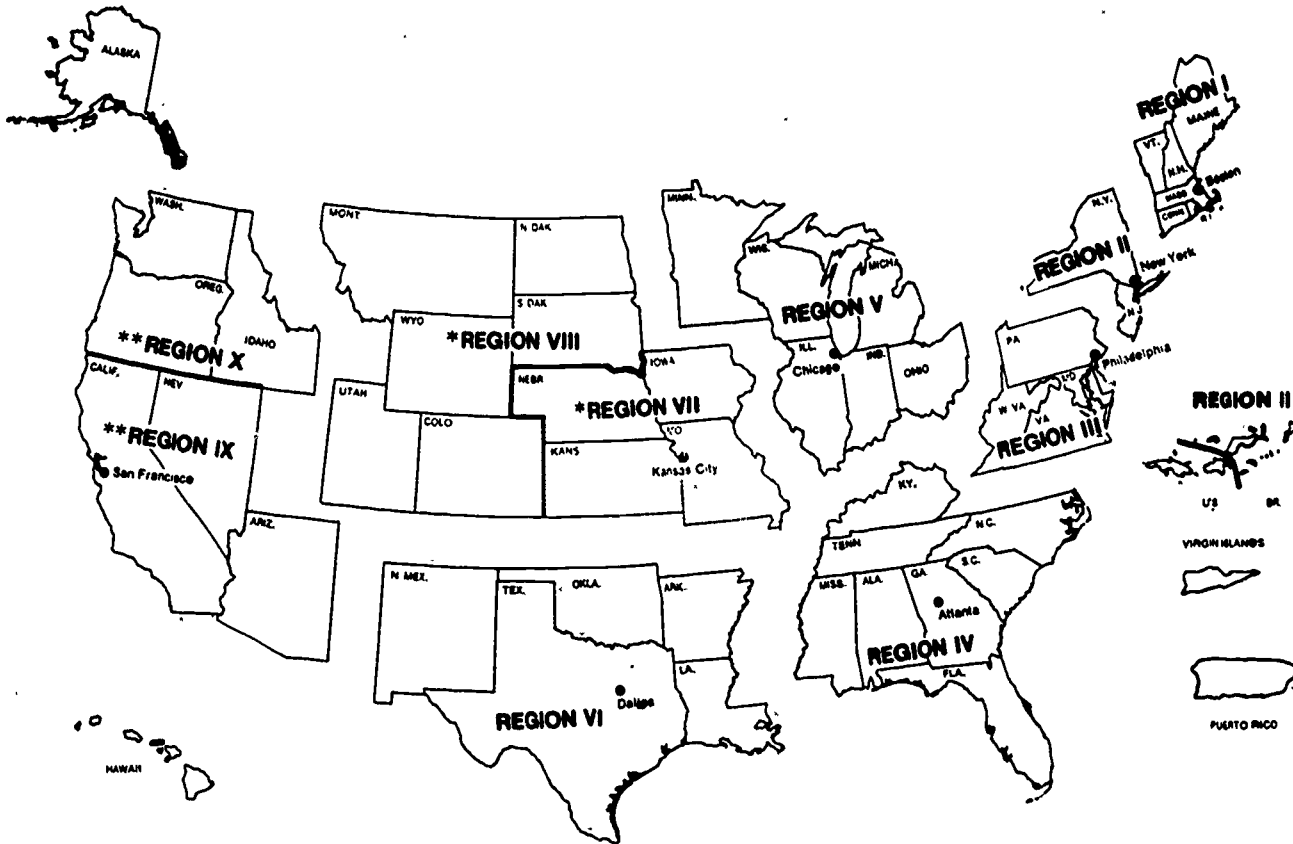 ALASKA
REGION I
MAINE
VT.
N.H.
Boston
MASS
CONN
R I
N.Y.
REGION II
New York
N J
WASH.
MONT
N DAK
MINN.
WIS.
MICH
OREG.
IDAHO
**REGION X
WYO
S DAK
*REGION VIII
REGION V
PA
Philadelphia
CALIF.
NEV
UTAH
NEBR
IOWA
ILL.
Chicago
IND.
OHIO
W VA
VA
REGION III
REGION II
*REGION VII
**REGION IX
San Francisco
COLO
KANS
Kansas City
KY.
U S
BR
VIRGIN ISLANDS
ARIZ.
TENN
N.C.
S.C.
N MEX.
TEX.
OKLA.
ARK.
MISS.
ALA.
GA.
Atlanta
REGION IV
FLA.
LA.
Dallas
REGION VI
PUERTO RICO
HAWAII